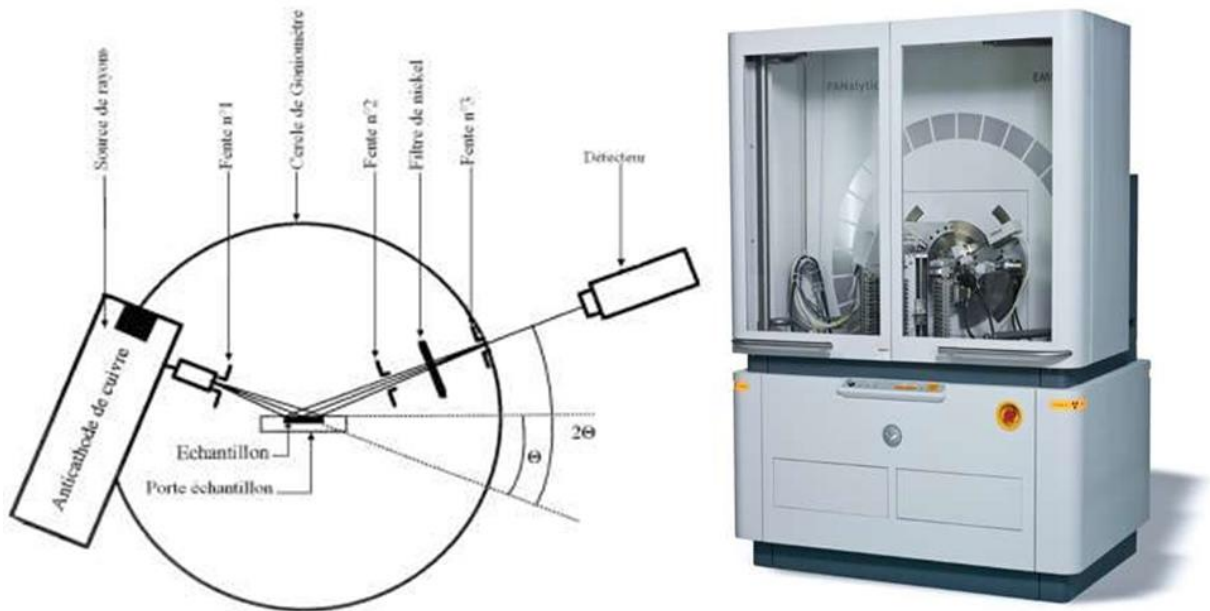 Source de rayons
Fente n°1
Cercle de Goniomètre
Fente n°2
Filtre de nickel
Fente n°3
Détecteur
Anticathode de cuivre
Echantillon
Porte échantillon
Θ
2Θ
PANalytical
EM